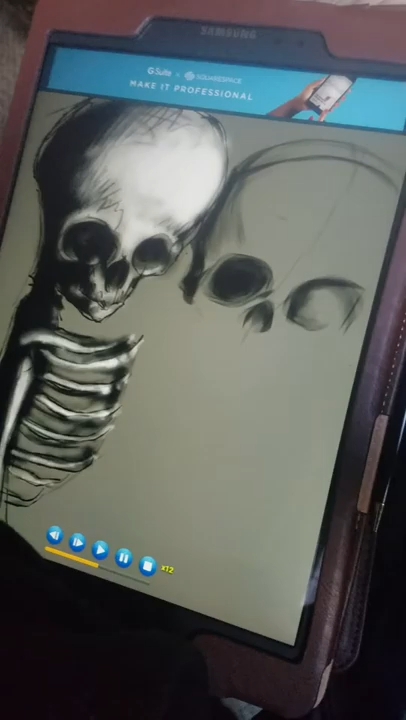 SAMSUNG
G Suite x SQUARESPACE
MAKE IT PROFESSIONAL
x12